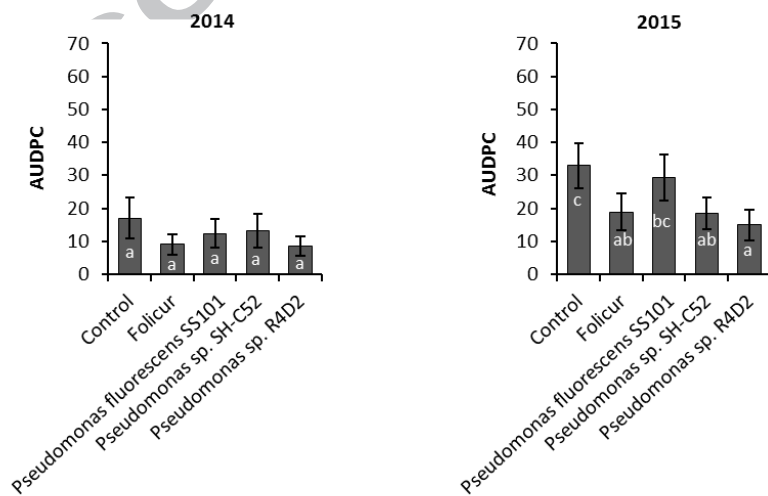 2014
AUDPC
70
60
50
40
30
20
10
0
a
a
a
a
a
Control
Folicur
Pseudomonas fluorescens SS101
Pseudomonas sp. SH-C52
Pseudomonas sp. R4D2
2015
AUDPC
70
60
50
40
30
20
10
0
c
ab
bc
ab
a
Control
Folicur
Pseudomonas fluorescens SS101
Pseudomonas sp. SH-C52
Pseudomonas sp. R4D2